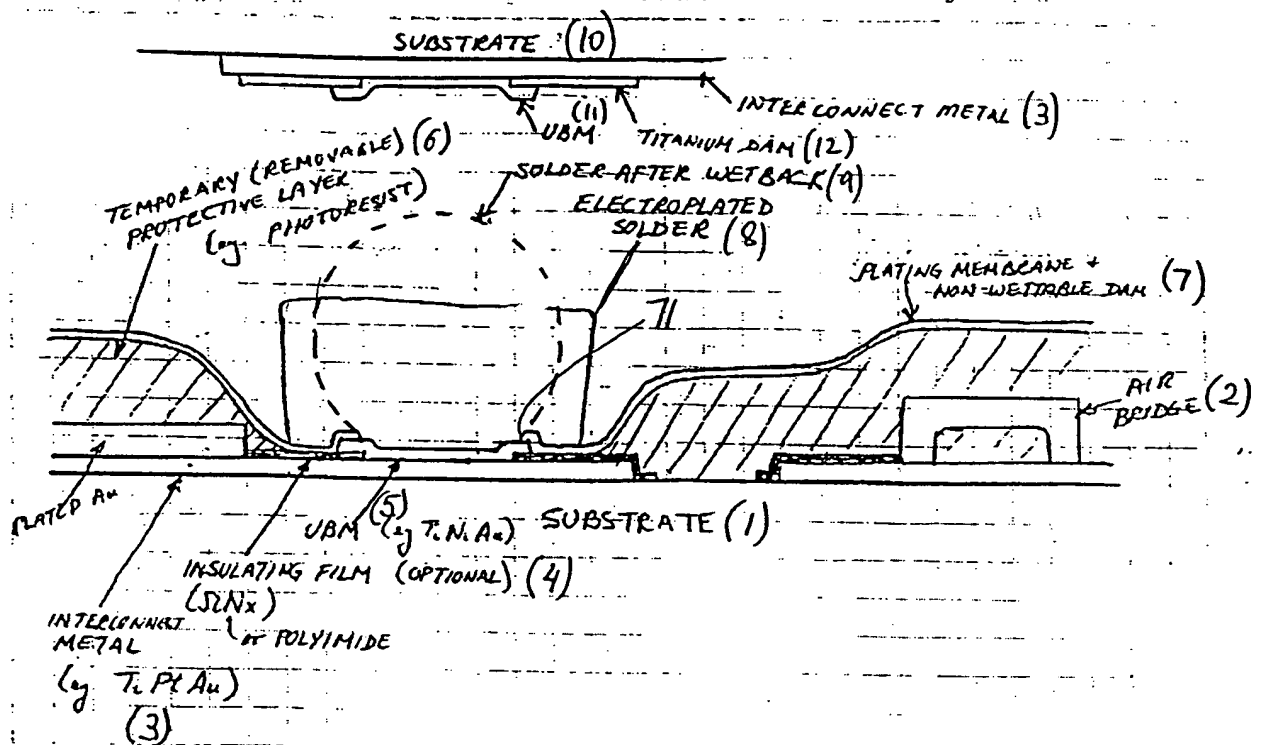 SUBSTRATE (10)
INTERCONNECT METAL (3)
(11)
UBM
TITANIUM DAM (12)
TEMPORARY (REMOVABLE) (6)
PROTECTIVE LAYER
(eg. PHOTORESIST)
SOLDER AFTER WETBACK (9)
ELECTROPLATED
SOLDER (8)
PLATING MEMBRANE +
NON-WETTABLE DAM (7)
71
AIR
BRIDGE (2)
PLATED Au
UBM (5) (eg Ti Ni Au)
SUBSTRATE (1)
INSULATING FILM (OPTIONAL) (4)
(SiNx)
or POLYIMIDE
INTERCONNECT
METAL
(eg Ti Pt Au)
(3)